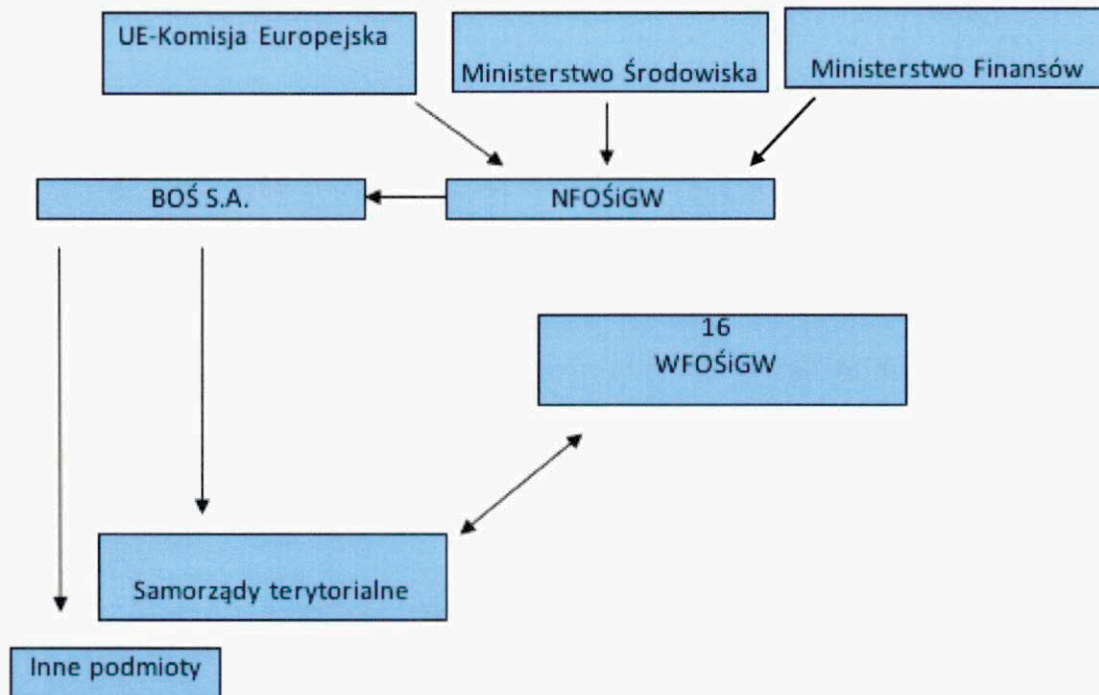 UE-Komisja Europejska
Ministerstwo Środowiska
Ministerstwo Finansów
BOŚ S.A.
NFOŚiGW
16
WFOŚiGW
Samorządy terytorialne
Inne podmioty